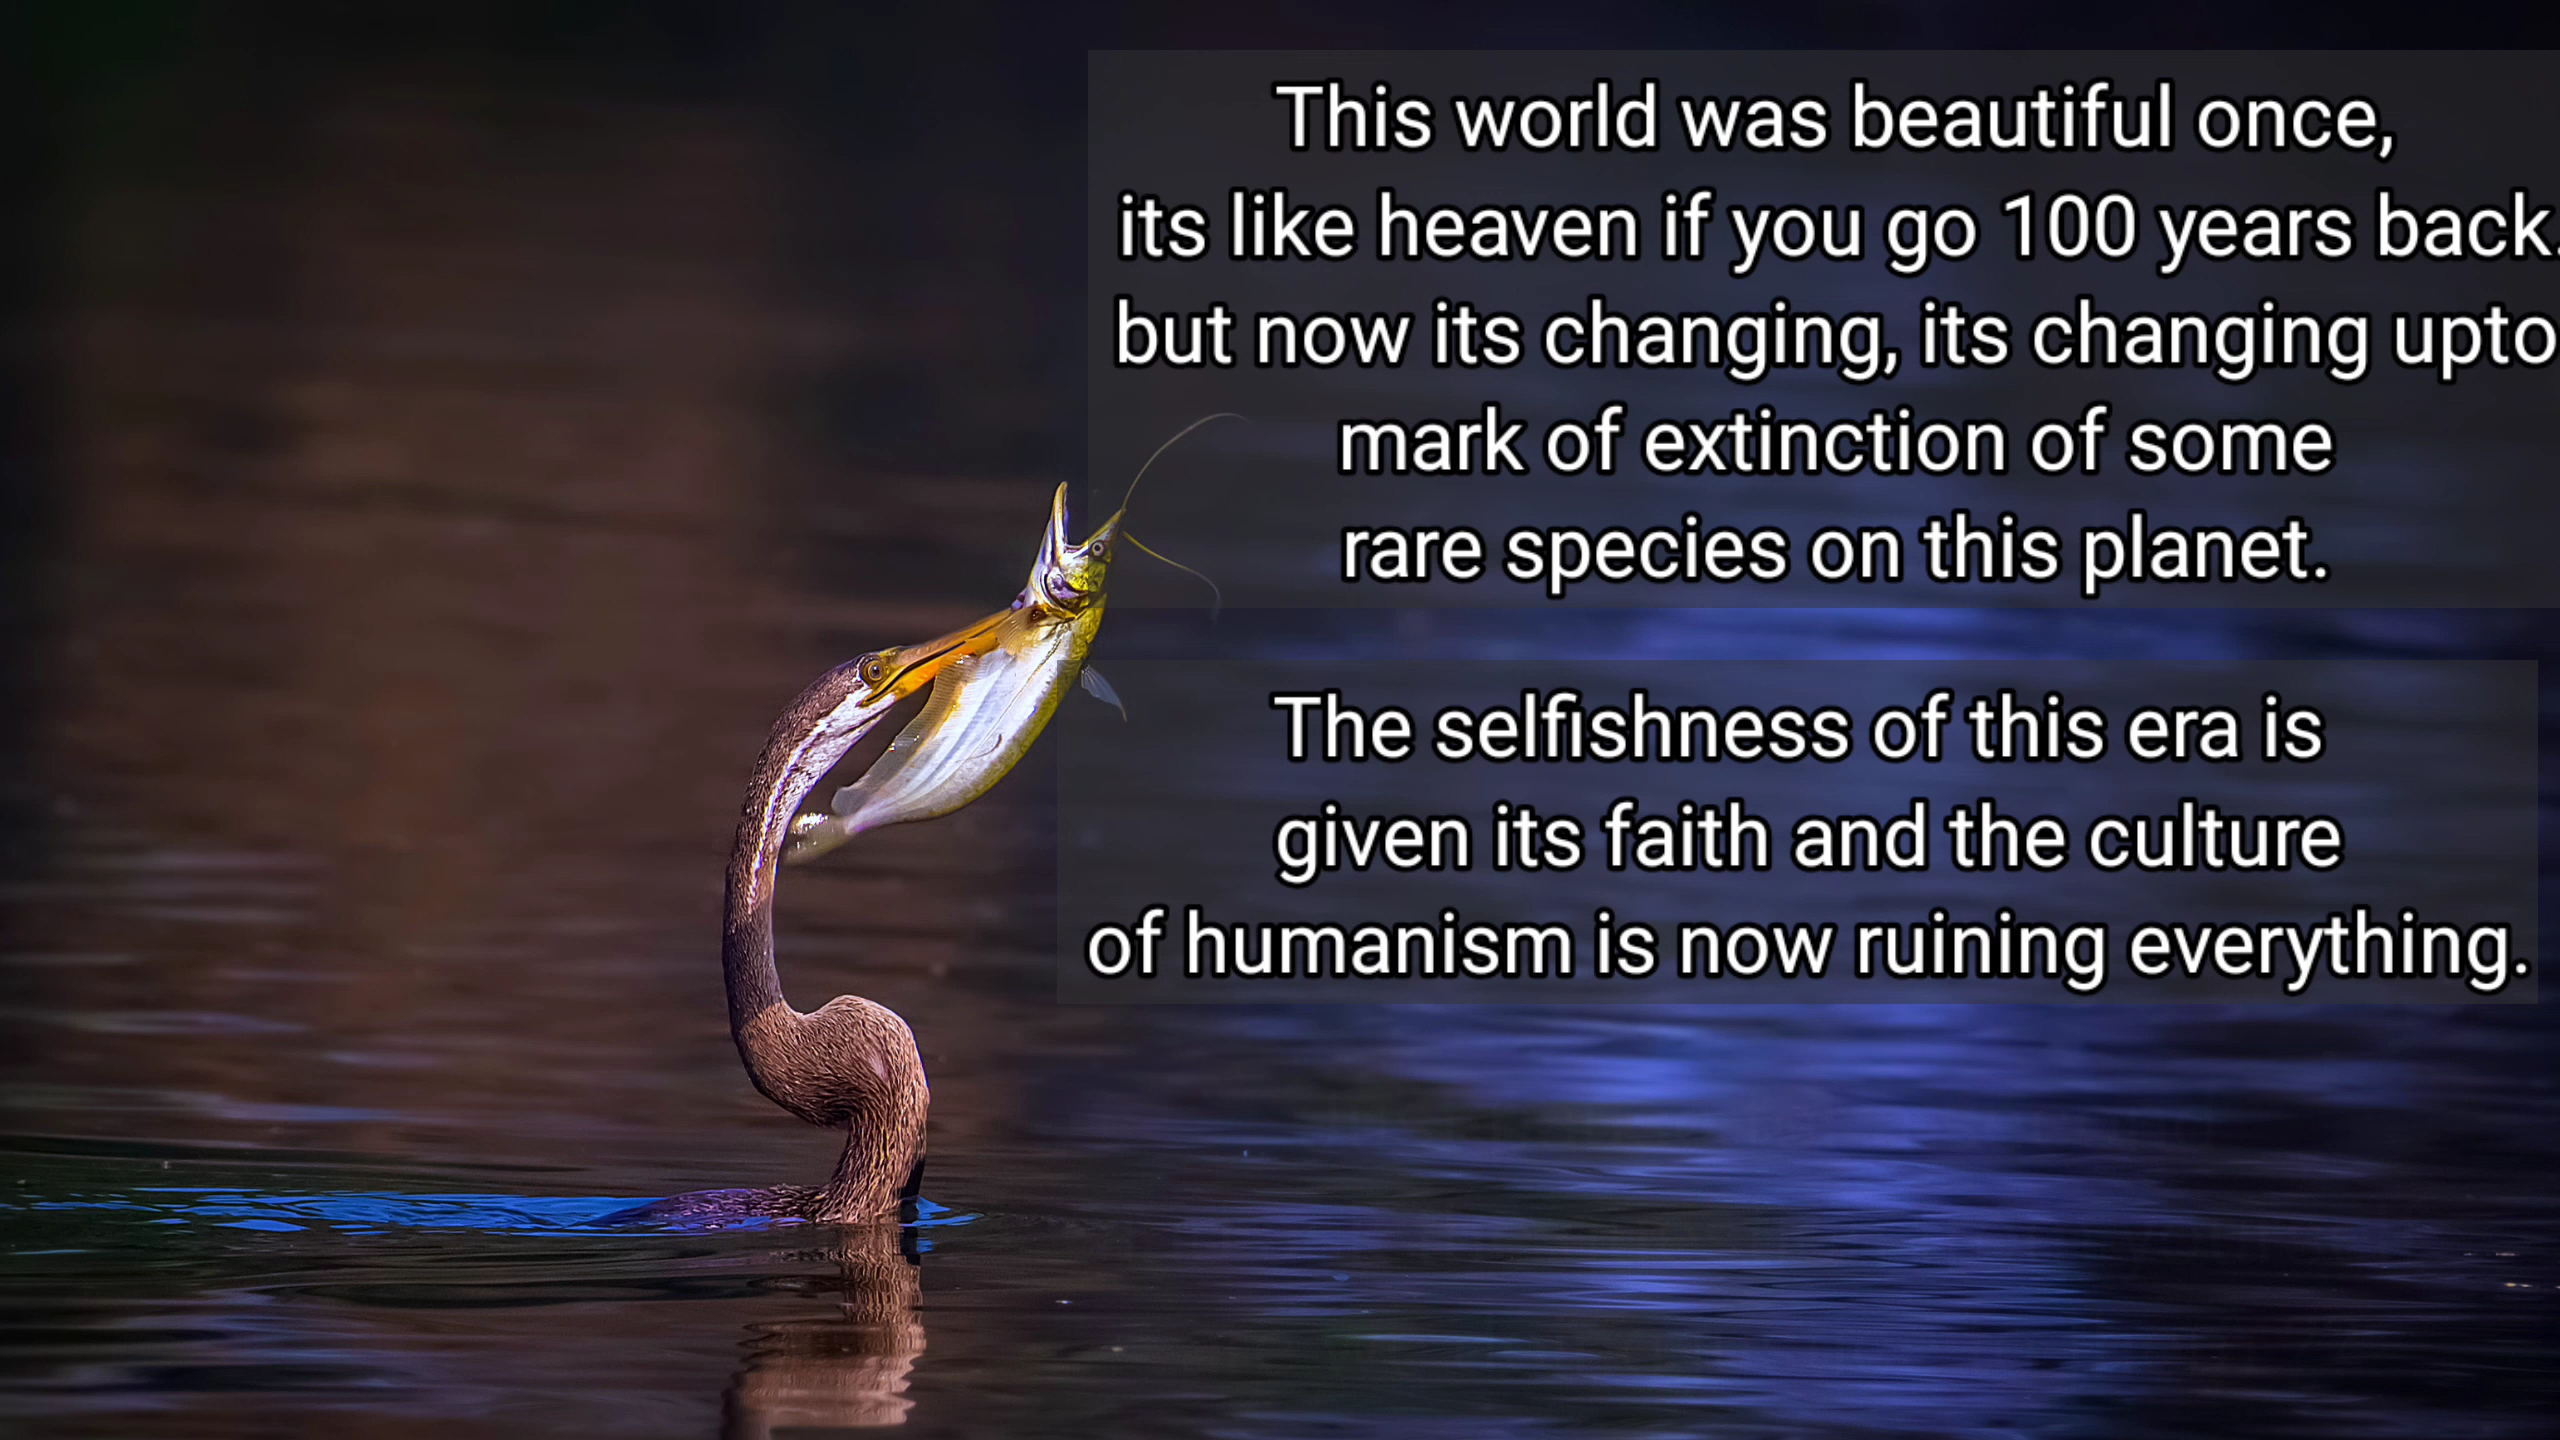 This world was beautiful once,
its like heaven if you go 100 years back.
but now its changing, its changing upto
mark of extinction of some
rare species on this planet.
The selfishness of this era is
given its faith and the culture
of humanism is now ruining everything.